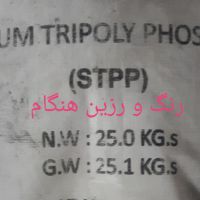 UM TRIPOLY PHOS
(STPP)
رنگ و رزین هنگام
N.W : 25.0 KG.s
G.W : 25.1 KG.s